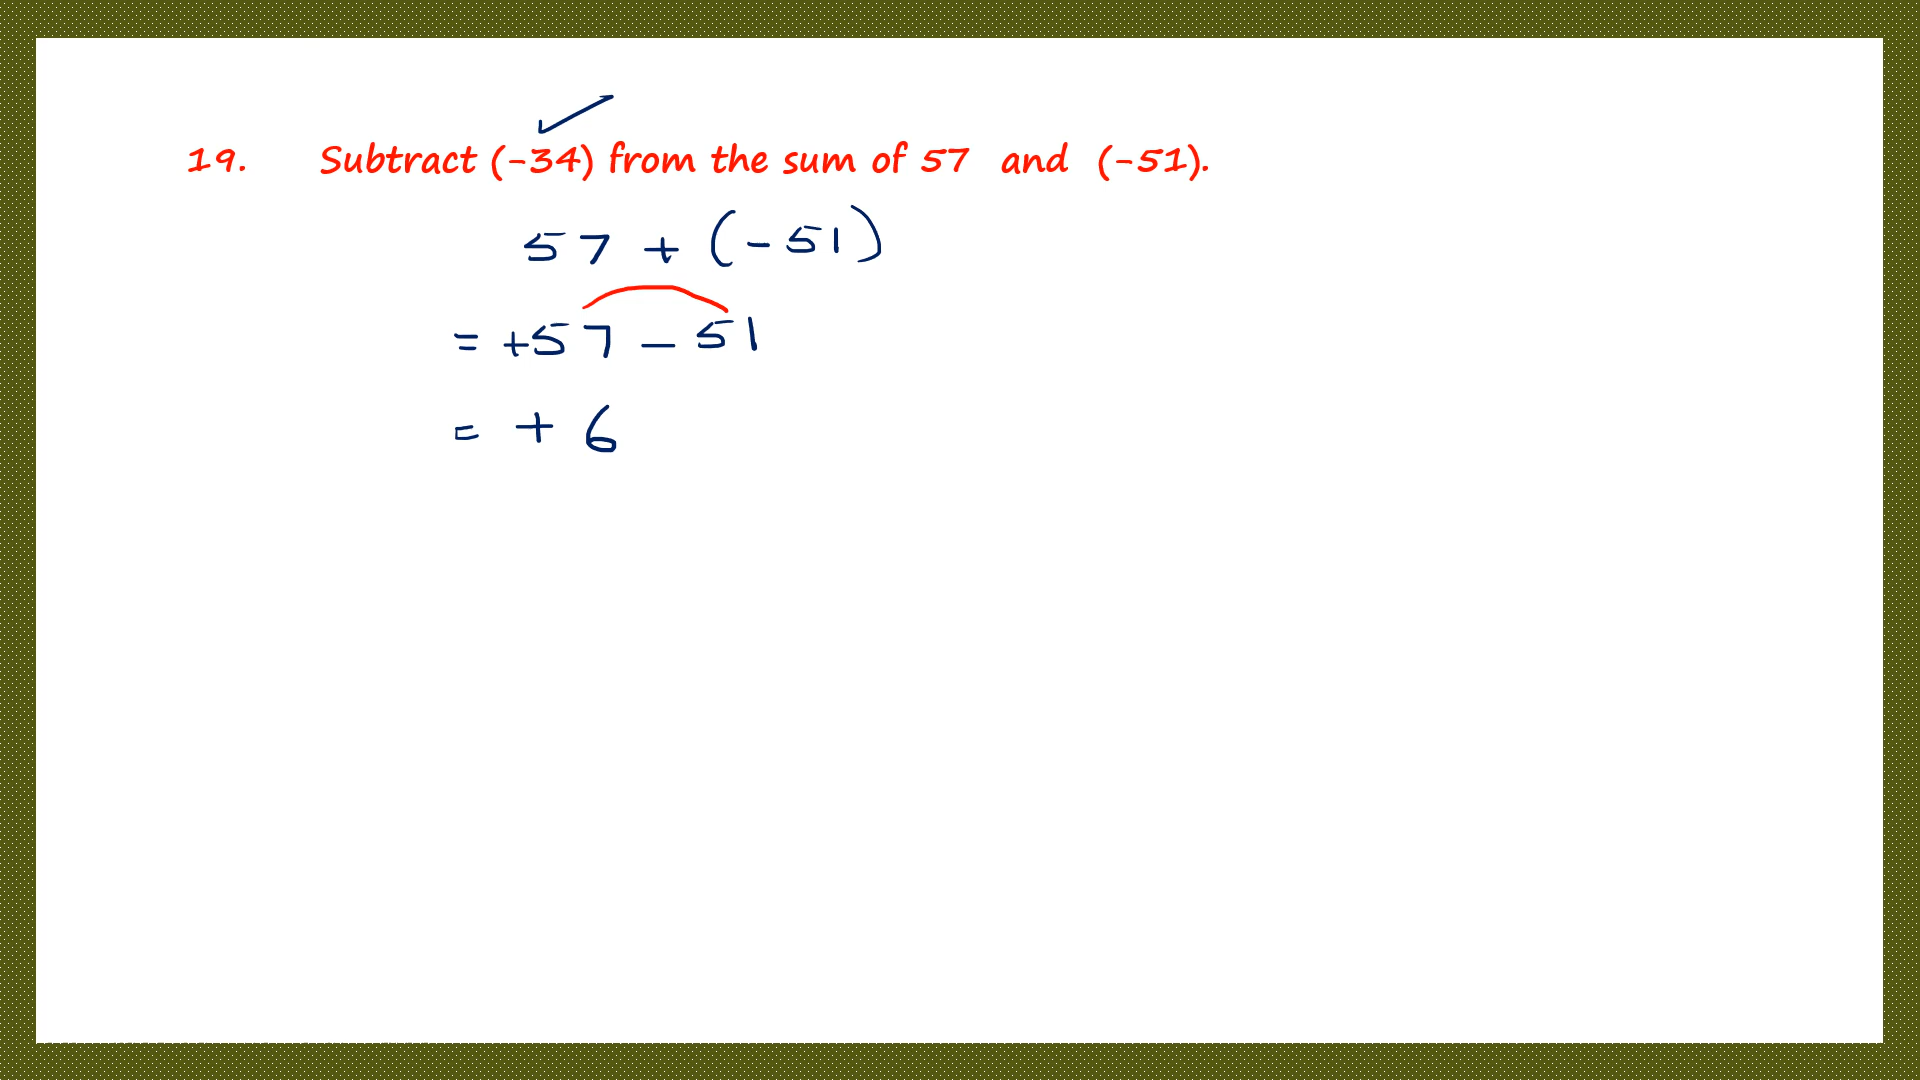 19. Subtract (-34) from the sum of 57 and (-51).
57 + (-51)
= +57 - 51
= + 6